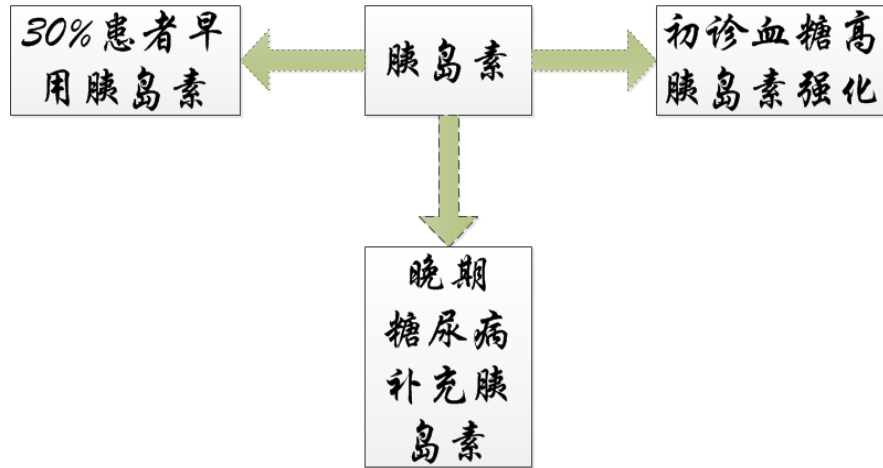 30%患者早
用胰岛素
胰岛素
初诊血糖高
胰岛素强化
晚期
糖尿病
补充胰
岛素